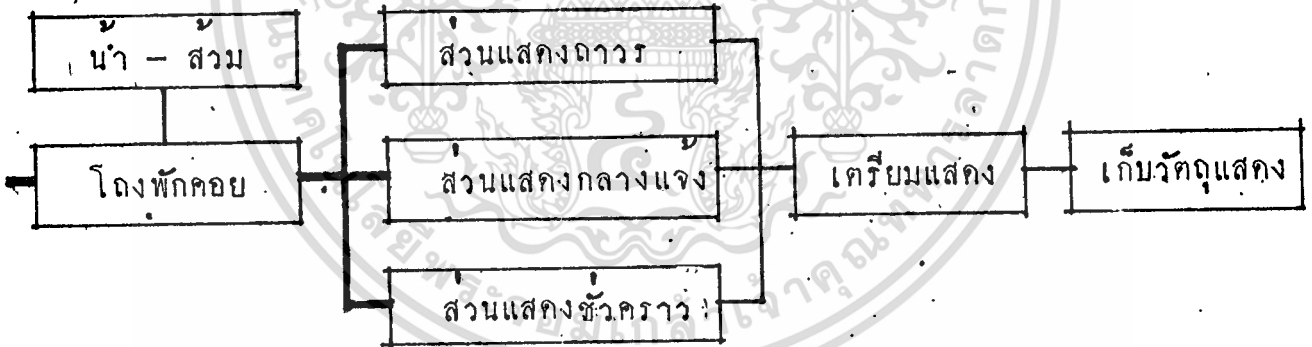 น้ำ – ส้วม
ส่วนแสดงถาวร
โถงพักคอย
ส่วนแสดงกลางแจ้ง
เตรียมแสดง
เก็บวัตถุแสดง
ส่วนแสดงชั่วคราว